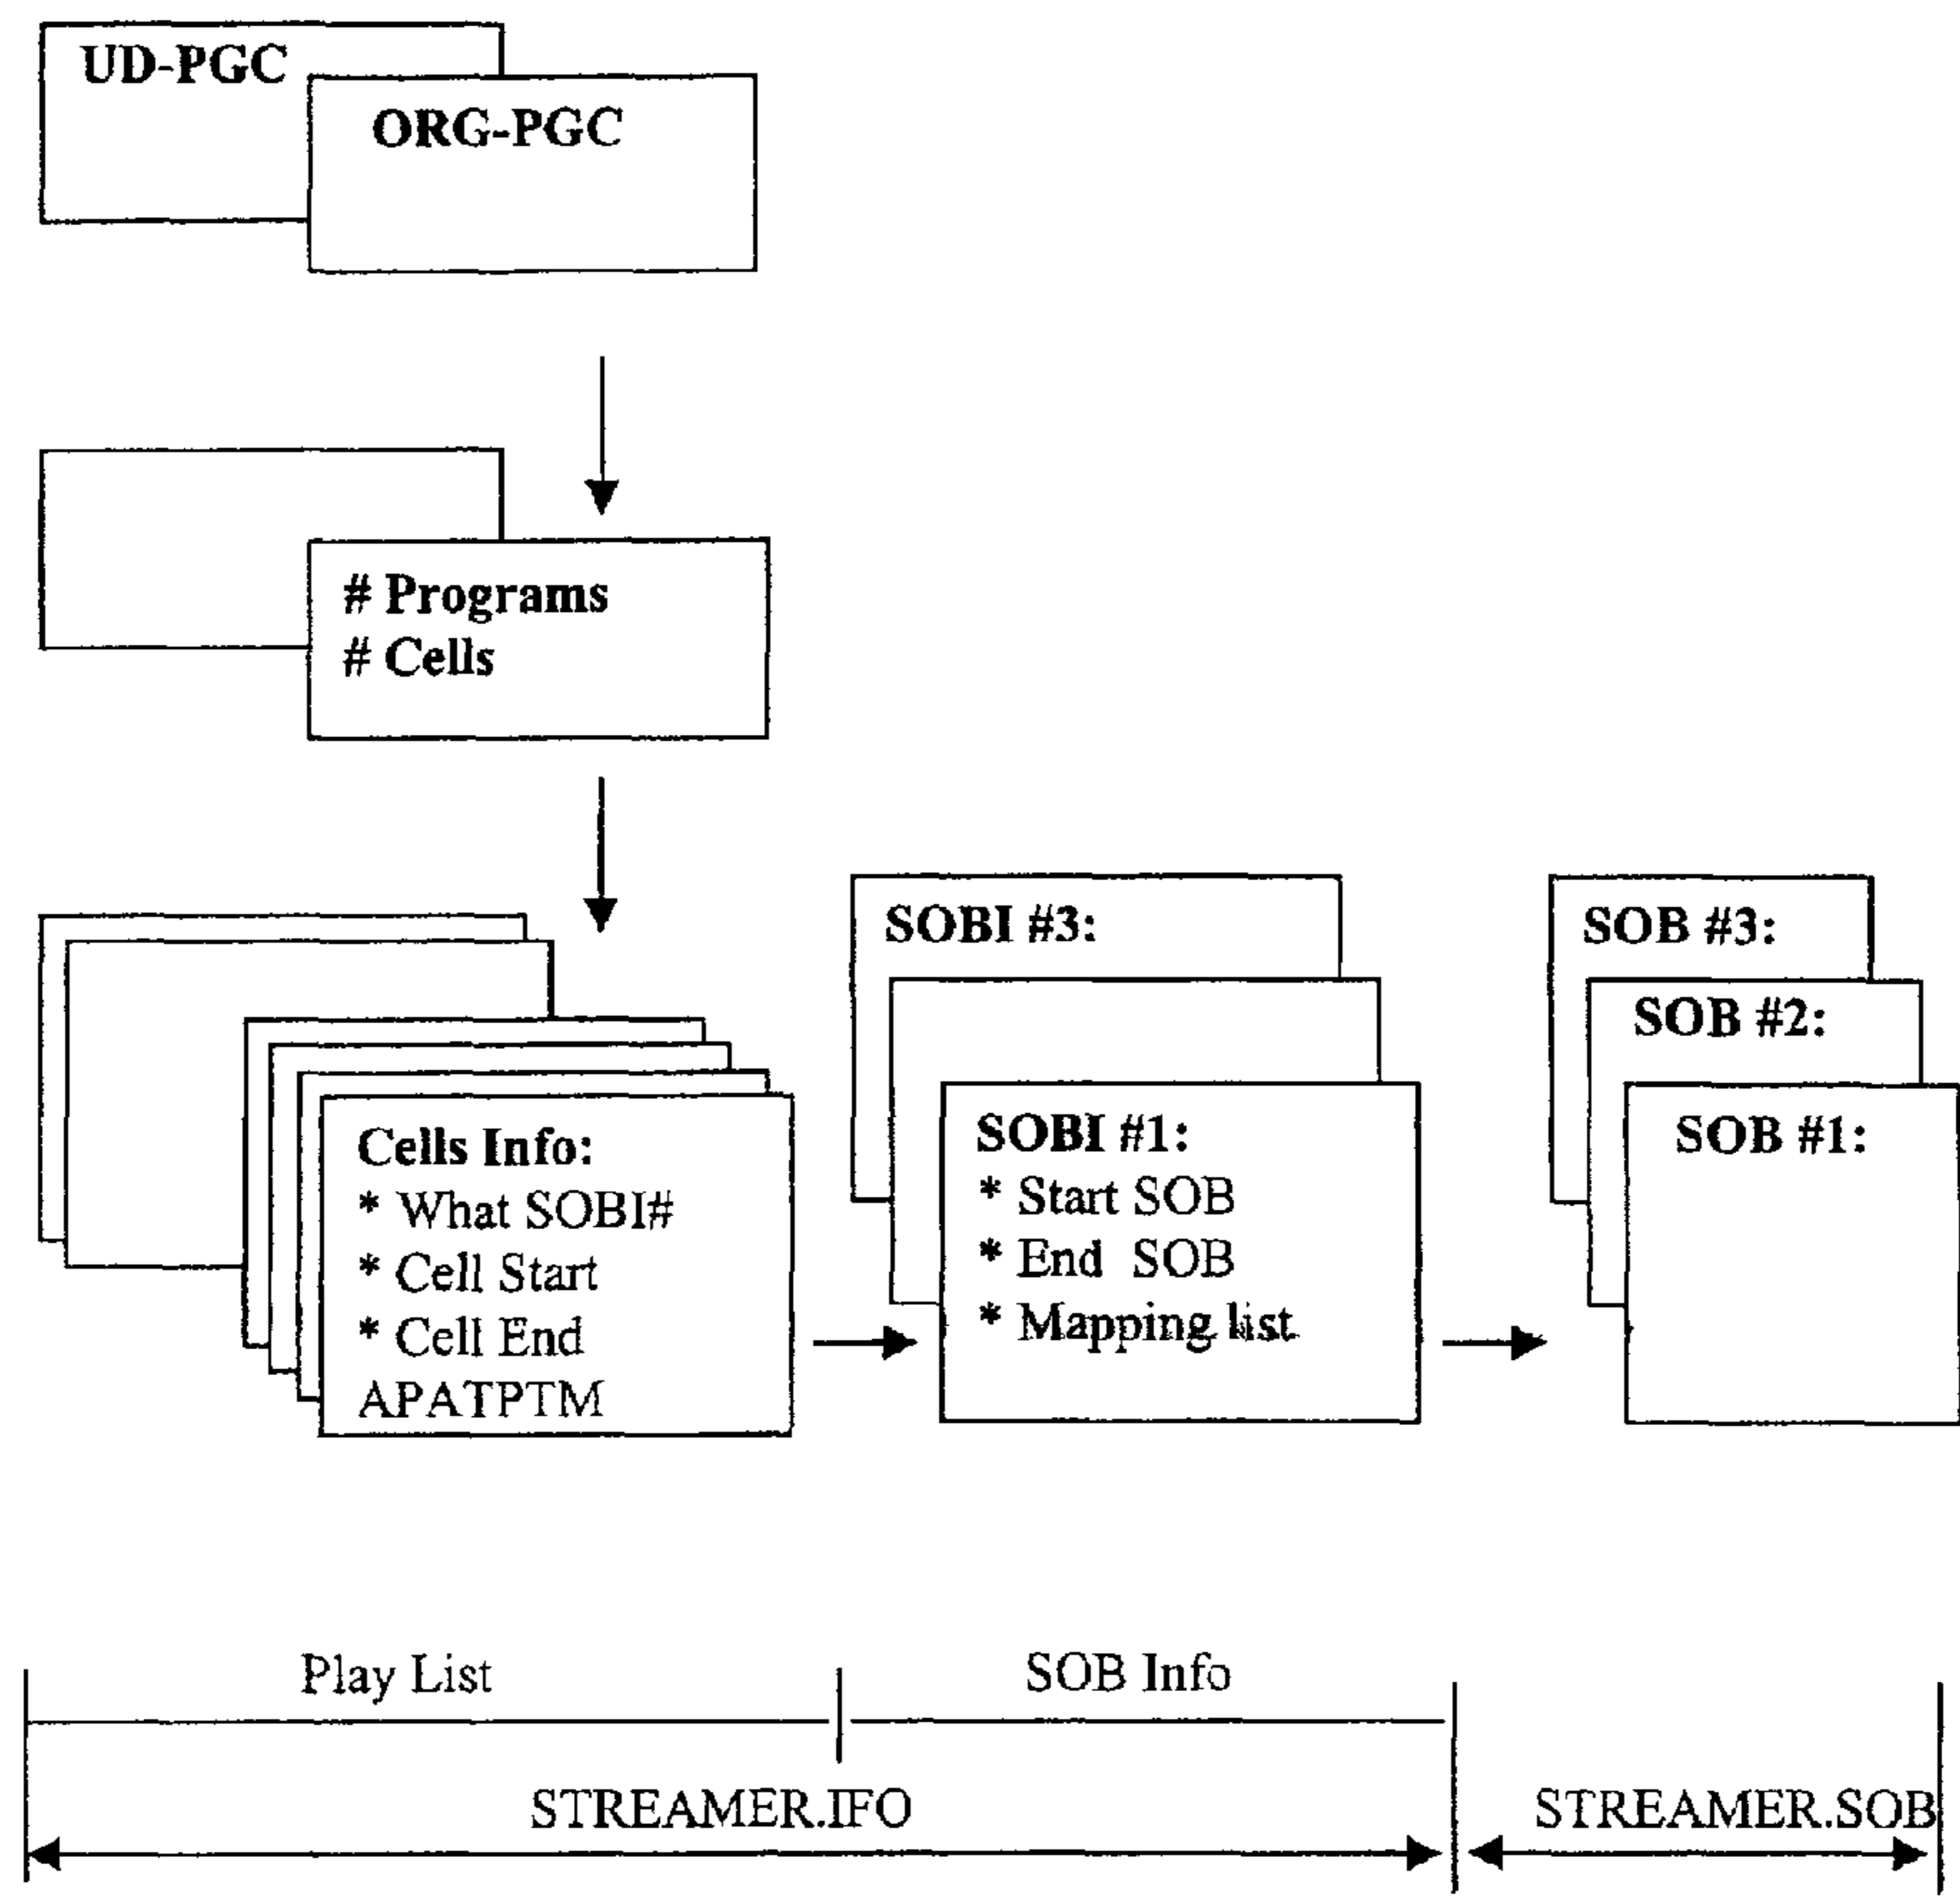 UD-PGC
ORG-PGC
# Programs
# Cells
Cells Info:
* What SOBI#
* Cell Start
* Cell End
APATPTM
SOBI #3:
SOBI #1:
* Start SOB
* End SOB
* Mapping list
SOB #3:
SOB #2:
SOB #1:
Play List
SOB Info
STREAMER.IFO
STREAMER.SOB